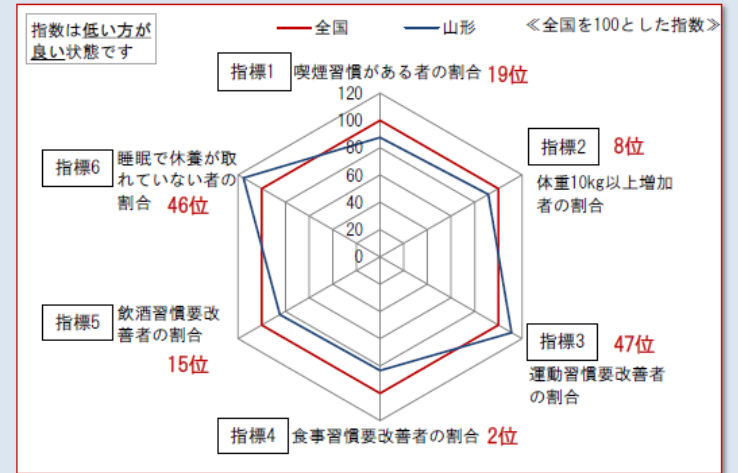 指数は低い方が
良い状態です
全国
山形
≪全国を100とした指数≫
指標1
喫煙習慣がある者の割合 19位
120
100
80
60
40
20
0
指標2
8位
体重10kg以上増加
者の割合
指標3
47位
運動習慣要改善者
の割合
指標4
食事習慣要改善者の割合 2位
指標5
飲酒習慣要改
善者の割合
15位
指標6
睡眠で休養が取
れていない者の
割合 46位